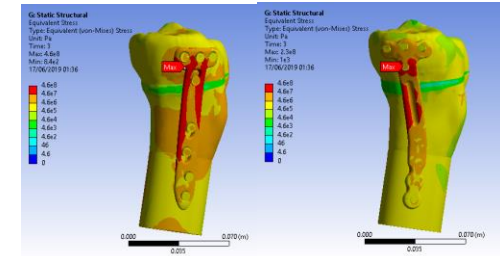 G: Static Structural
Equivalent Stress
Type: Equivalent (von-Mises) Stress
Unit: Pa
Time: 3
Max: 4.6e8
Min: 8.4e2
17/06/2019 01:36
4.6e8
4.6e7
4.6e6
4.6e5
4.6e4
4.6e3
4.6e2
46
4.6
0
Max
0.000
0.035
0.070 (m)
G: Static Structural
Equivalent Stress
Type: Equivalent (von-Mises) Stress
Unit: Pa
Time: 3
Max: 2.3e8
Min: 1e3
17/06/2019 01:36
4.6e8
4.6e7
4.6e6
4.6e5
4.6e4
4.6e3
4.6e2
46
4.6
0
Max
0.000
0.035
0.070 (m)